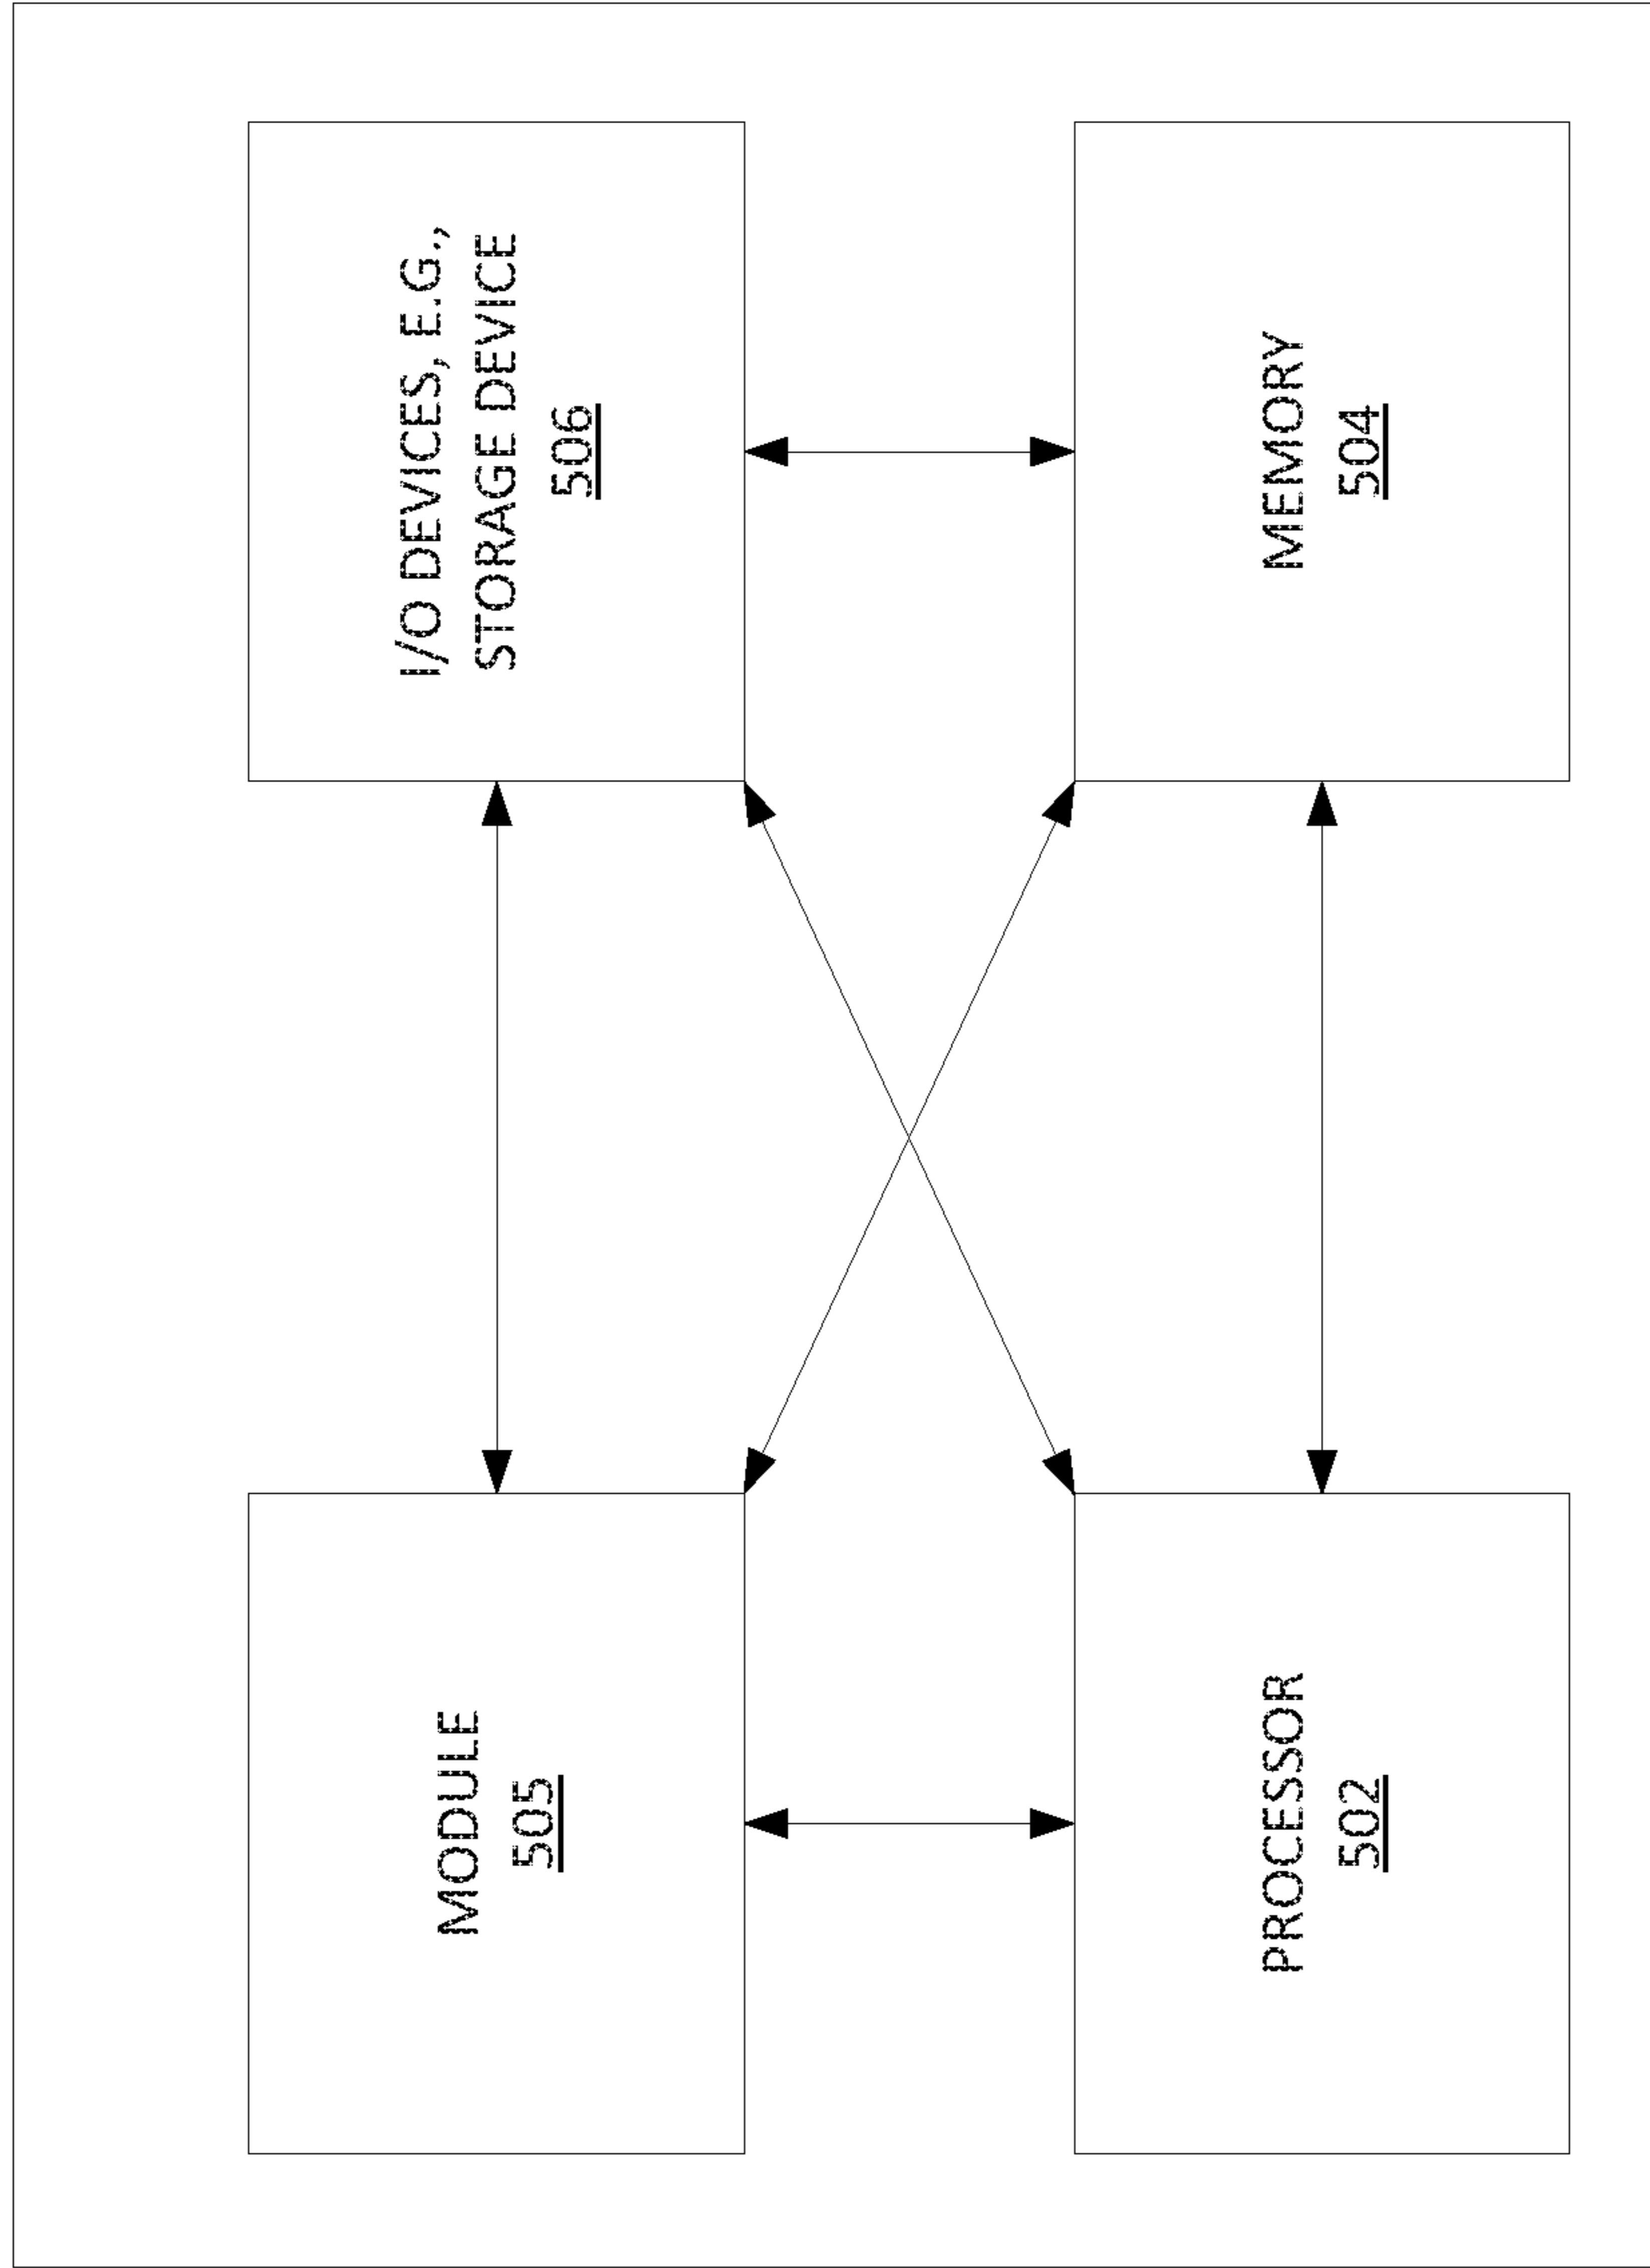 MODULE
505
I/O DEVICES, E.G.,
STORAGE DEVICE
506
PROCESSOR
502
MEMORY
504